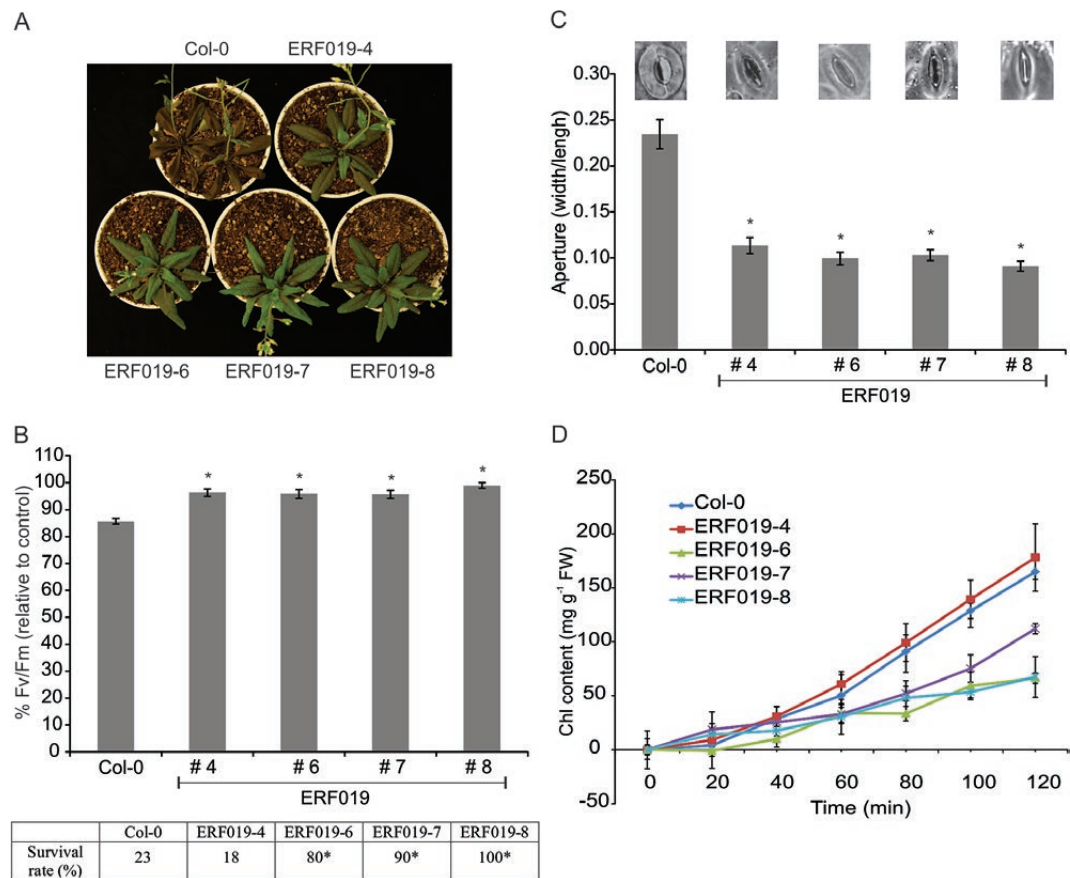 A
Col-0 ERF019-4
ERF019-6 ERF019-7 ERF019-8
B
% Fv/Fm (relative to control)
110
100
90
80
70
60
50
40
30
20
10
0
* * * *
Col-0 # 4 # 6 # 7 # 8
ERF019
Col-0 ERF019-4 ERF019-6 ERF019-7 ERF019-8
Survival rate (%) 23 18 80* 90* 100*
C
Aperture (width/lengh)
0.30
0.25
0.20
0.15
0.10
0.05
0.00
* * * *
Col-0 # 4 # 6 # 7 # 8
ERF019
D
Chl content (mg g-1 FW)
250
200
150
100
50
0
-50
Col-0
ERF019-4
ERF019-6
ERF019-7
ERF019-8
0 20 40 60 80 100 120
Time (min)